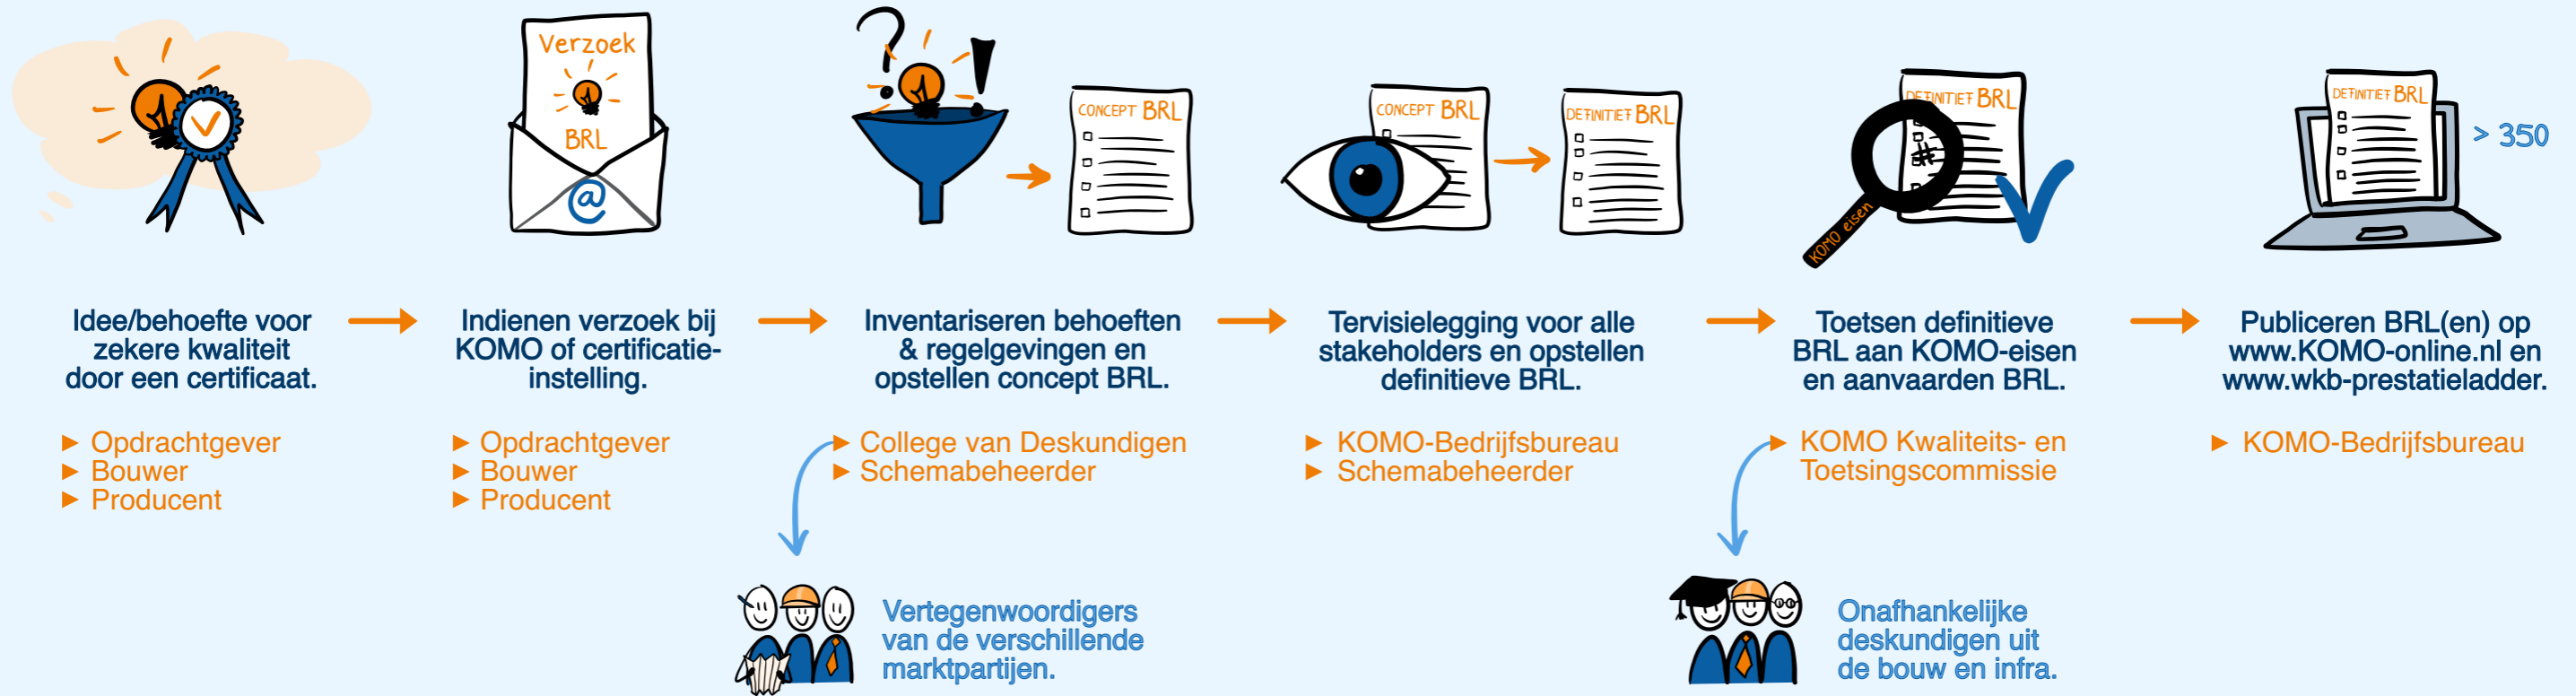 Verzoek
BRL
@
?
!
CONCEPT BRL
CONCEPT BRL
DEFINITIEF BRL
DEFINITIEF BRL
#
KOMO eisen
DEFINITIEF BRL
> 350
Idee/behoefte voor
zekere kwaliteit
door een certificaat.
Indienen verzoek bij
KOMO of certificatie-
instelling.
Inventariseren behoeften
& regelgevingen en
opstellen concept BRL.
Tervisielegging voor alle
stakeholders en opstellen
definitieve BRL.
Toetsen definitieve
BRL aan KOMO-eisen
en aanvaarden BRL.
Publiceren BRL(en) op
www.KOMO-online.nl en
www.wkb-prestatieladder.
► Opdrachtgever
► Bouwer
► Producent
► Opdrachtgever
► Bouwer
► Producent
► College van Deskundigen
► Schemabeheerder
► KOMO-Bedrijfsbureau
► Schemabeheerder
► KOMO Kwaliteits- en
Toetsingscommissie
► KOMO-Bedrijfsbureau
Vertegenwoordigers
van de verschillende
marktpartijen.
Onafhankelijke
deskundigen uit
de bouw en infra.